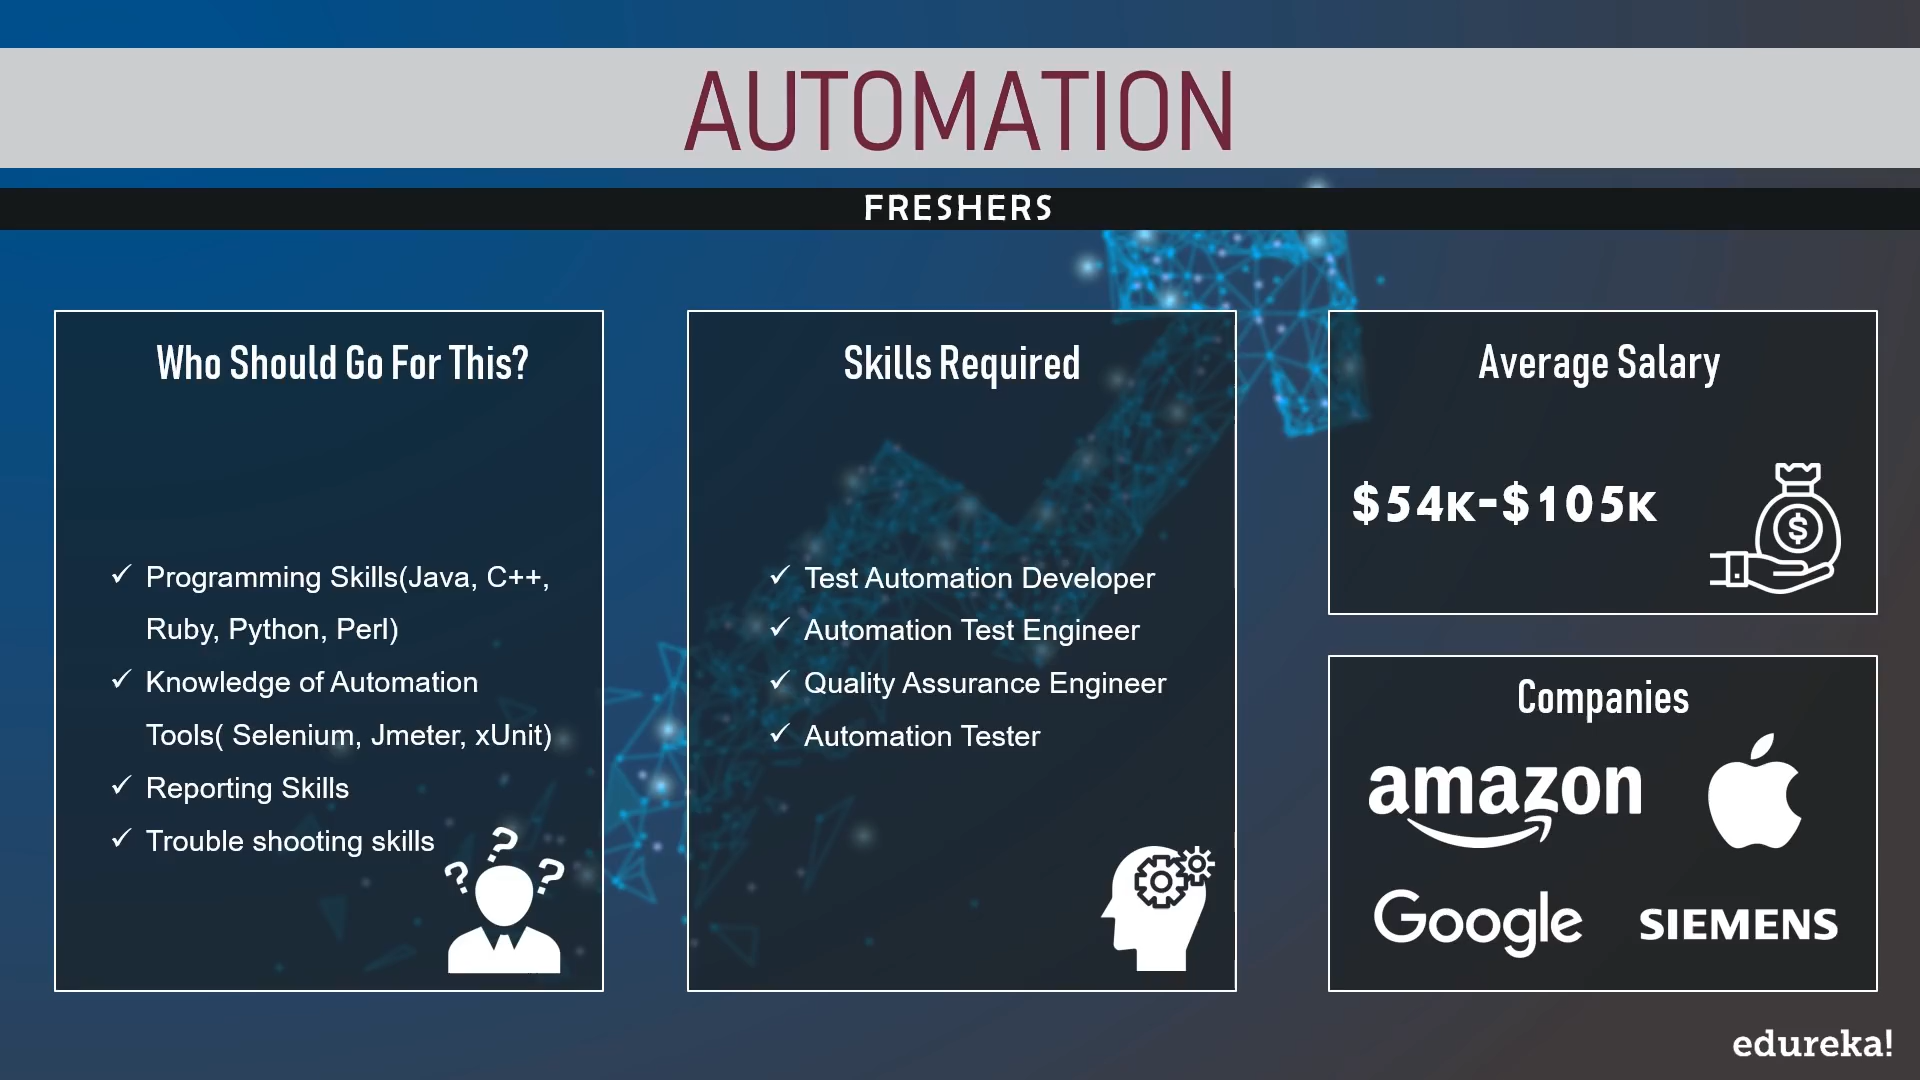 AUTOMATION
FRESHERS
Who Should Go For This?
✓ Programming Skills(Java, C++,
Ruby, Python, Perl)
✓ Knowledge of Automation
Tools( Selenium, Jmeter, xUnit)
✓ Reporting Skills
✓ Trouble shooting skills
? ? ?
Skills Required
✓ Test Automation Developer
✓ Automation Test Engineer
✓ Quality Assurance Engineer
✓ Automation Tester
Average Salary
$54K-$105K
$
Companies
amazon
Google
SIEMENS
edureka!